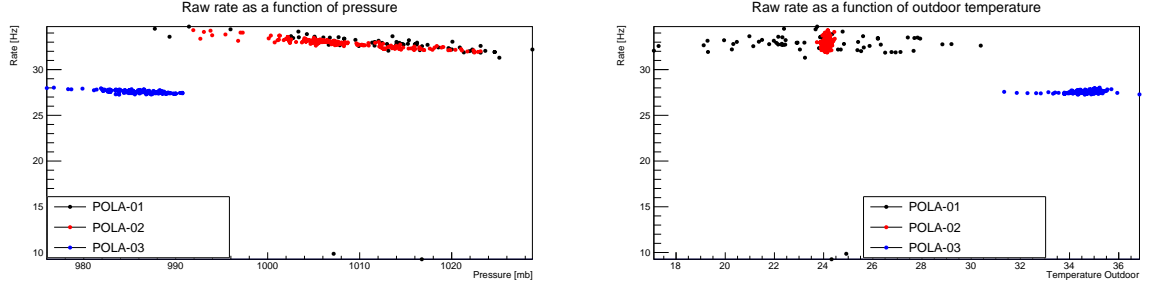 Raw rate as a function of pressure
Rate [Hz]
30
25
20
15
10
POLA-01
POLA-02
POLA-03
980
990
1000
1010
1020
Pressure [mb]
Raw rate as a function of outdoor temperature
Rate [Hz]
30
25
20
15
10
POLA-01
POLA-02
POLA-03
18
20
22
24
26
28
30
32
34
36
Temperature Outdoor